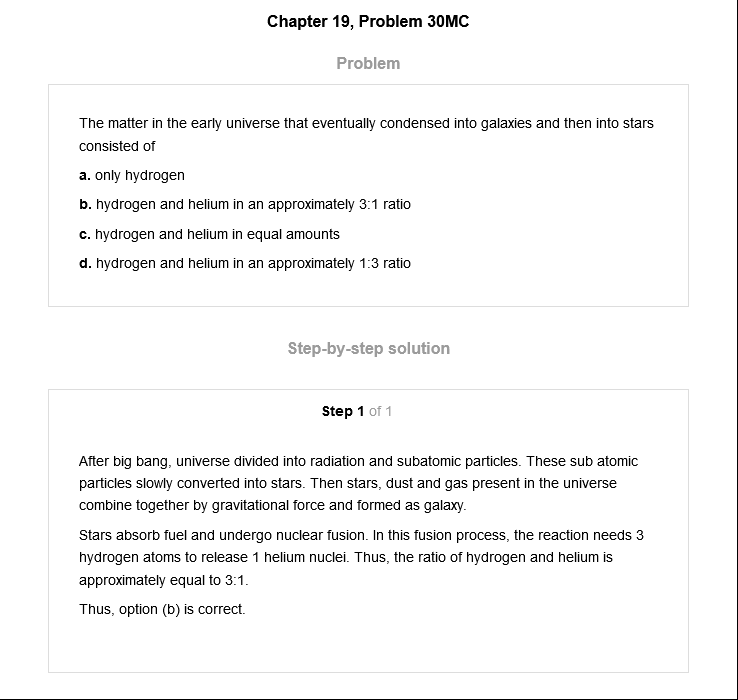 Chapter 19, Problem 30MC
Problem
The matter in the early universe that eventually condensed into galaxies and then into stars
consisted of
a. only hydrogen
b. hydrogen and helium in an approximately 3:1 ratio
c. hydrogen and helium in equal amounts
d. hydrogen and helium in an approximately 1:3 ratio
Step-by-step solution
Step 1 of 1
After big bang, universe divided into radiation and subatomic particles. These sub atomic
particles slowly converted into stars. Then stars, dust and gas present in the universe
combine together by gravitational force and formed as galaxy.
Stars absorb fuel and undergo nuclear fusion. In this fusion process, the reaction needs 3
hydrogen atoms to release 1 helium nuclei. Thus, the ratio of hydrogen and helium is
approximately equal to 3:1.
Thus, option (b) is correct.